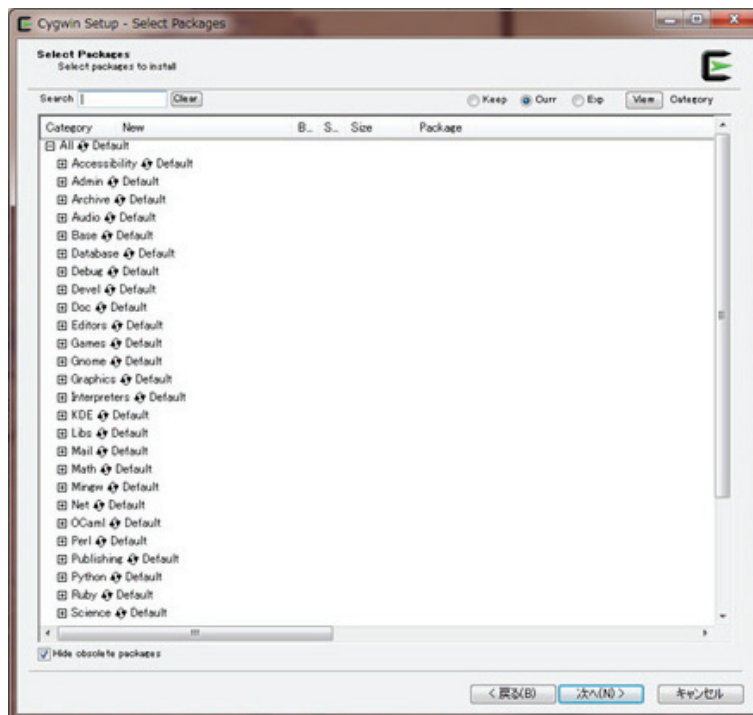 Cygwin Setup - Select Packages
Select Packages
Select packages to install
Search Clear Keep Curr Exp View Category
Category New B... S... Size Package
All Default
Accessibility Default
Admin Default
Archive Default
Audio Default
Base Default
Database Default
Debug Default
Devel Default
Doc Default
Editors Default
Games Default
Gnome Default
Graphics Default
Interpreters Default
KDE Default
Libs Default
Mail Default
Math Default
Mingw Default
Net Default
OCaml Default
Perl Default
Publishing Default
Python Default
Ruby Default
Science Default
Hide obsolete packages
< 戻る(B) 次へ(N) > キャンセル